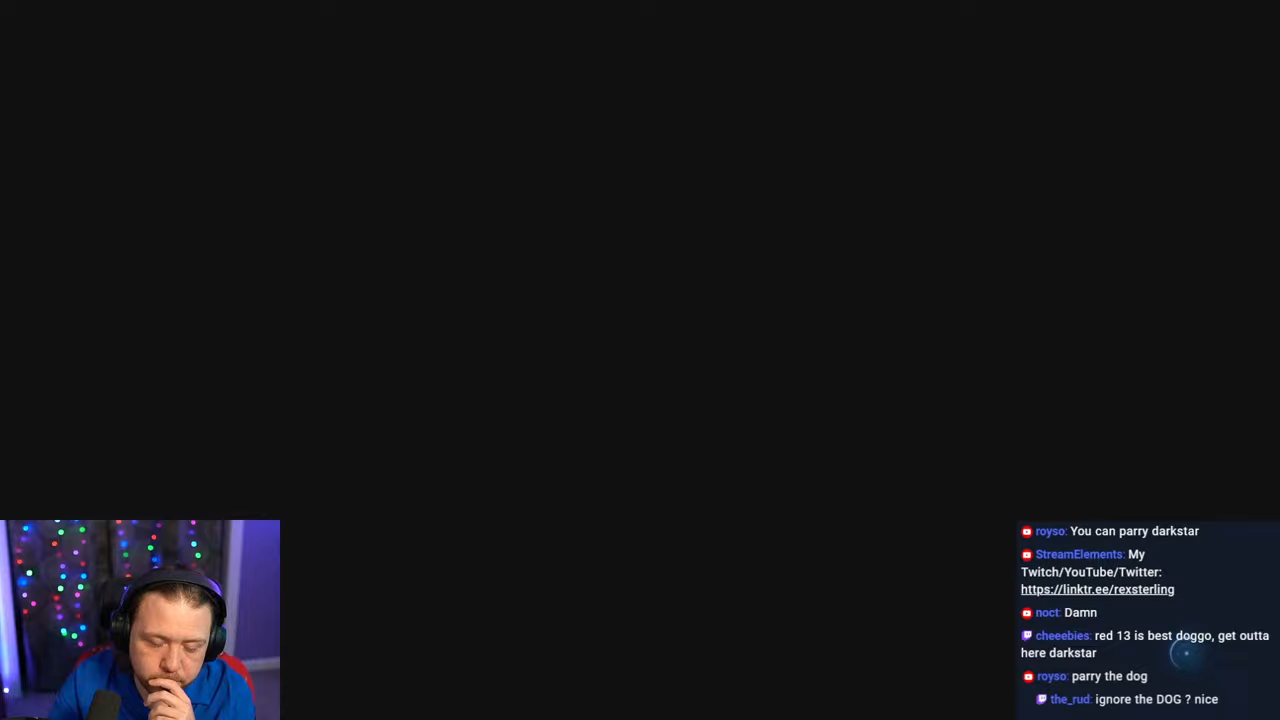 royso: You can parry darkstar
StreamElements: My
Twitch/YouTube/Twitter:
https://linktr.ee/rexsterling
noct: Damn
cheeebies: red 13 is best doggo, get outta
here darkstar
royso: parry the dog
the_rud: ignore the DOG ? nice